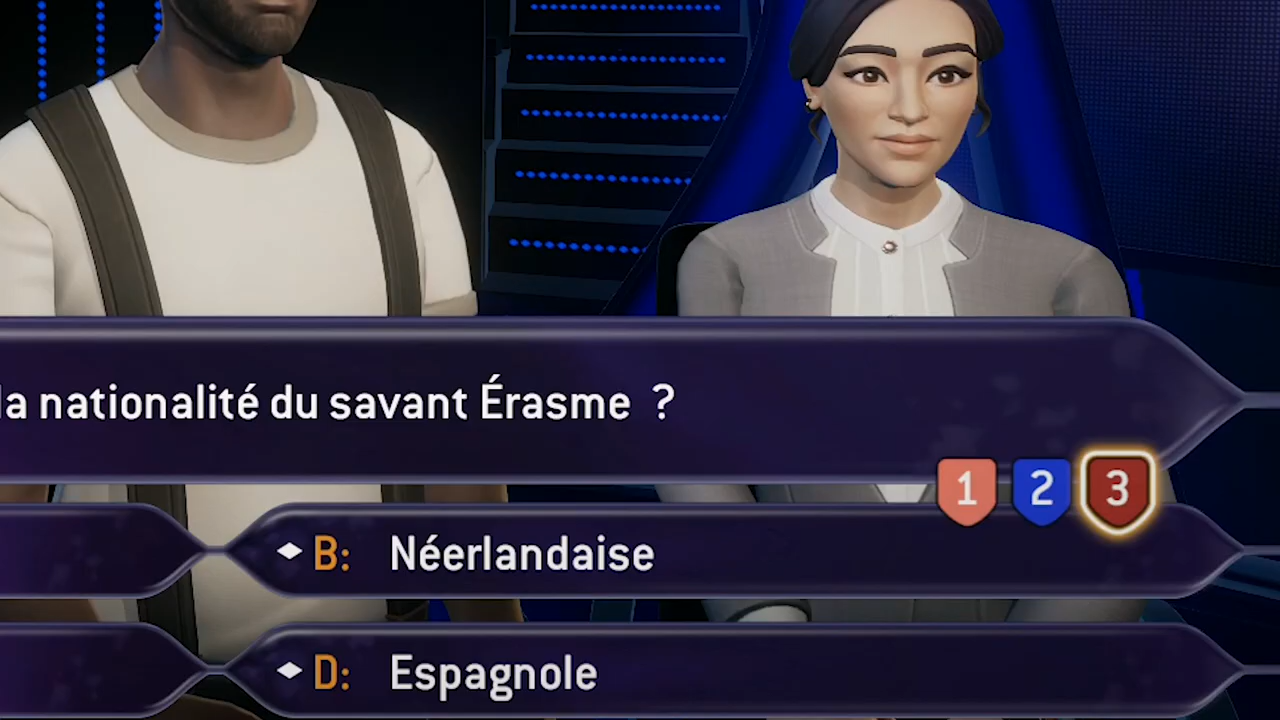 la nationalité du savant Érasme ?
1 2 3
B: Néerlandaise
D: Espagnole